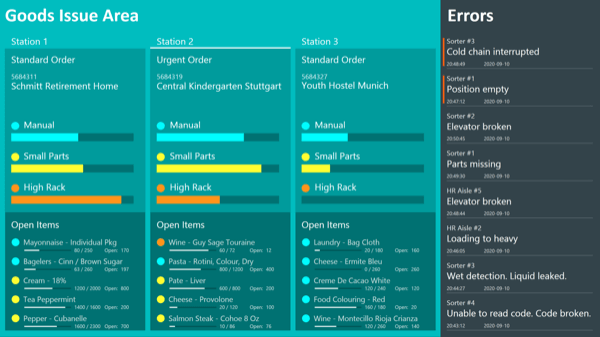 Goods Issue Area
Station 1
Standard Order
5684311
Schmitt Retirement Home
Manual
Small Parts
High Rack
Open Items
Mayonnaise - Individual Pkg
80 / 250 Open: 170
Bagelers - Cinn / Brown Sugar
63 / 260 Open: 197
Cream - 18%
1200 / 2000 Open: 800
Tea Peppermint
1400 / 1600 Open: 200
Pepper - Cubanelle
1600 / 2300 Open: 700
Station 2
Urgent Order
5684319
Central Kindergarten Stuttgart
Manual
Small Parts
High Rack
Open Items
Wine - Guy Sage Touraine
60 / 72 Open: 12
Pasta - Rotini, Colour, Dry
800 / 1200 Open: 400
Pate - Liver
600 / 800 Open: 200
Cheese - Provolone
20 / 120 Open: 100
Salmon Steak - Cohoe 8 Oz
10 / 86 Open: 76
Station 3
Standard Order
5684327
Youth Hostel Munich
Manual
Small Parts
High Rack
Open Items
Laundry - Bag Cloth
20 / 180 Open: 160
Cheese - Ermite Bleu
0 / 260 Open: 260
Creme De Cacao White
120 / 240 Open: 120
Food Colouring - Red
160 / 180 Open: 20
Wine - Montecillo Rioja Crianza
120 / 260 Open: 140
Errors
Sorter #3
Cold chain interrupted
20:48:49 2020-09-10
Sorter #1
Position empty
20:47:12 2020-09-10
Sorter #2
Elevator broken
20:50:45 2020-09-10
Sorter #1
Parts missing
20:49:30 2020-09-10
HR Aisle #5
Elevator broken
20:48:44 2020-09-10
HR Aisle #2
Loading to heavy
20:46:05 2020-09-10
Sorter #3
Wet detection. Liquid leaked.
20:44:27 2020-09-10
Sorter #4
Unable to read code. Code broken.
20:43:12 2020-09-10